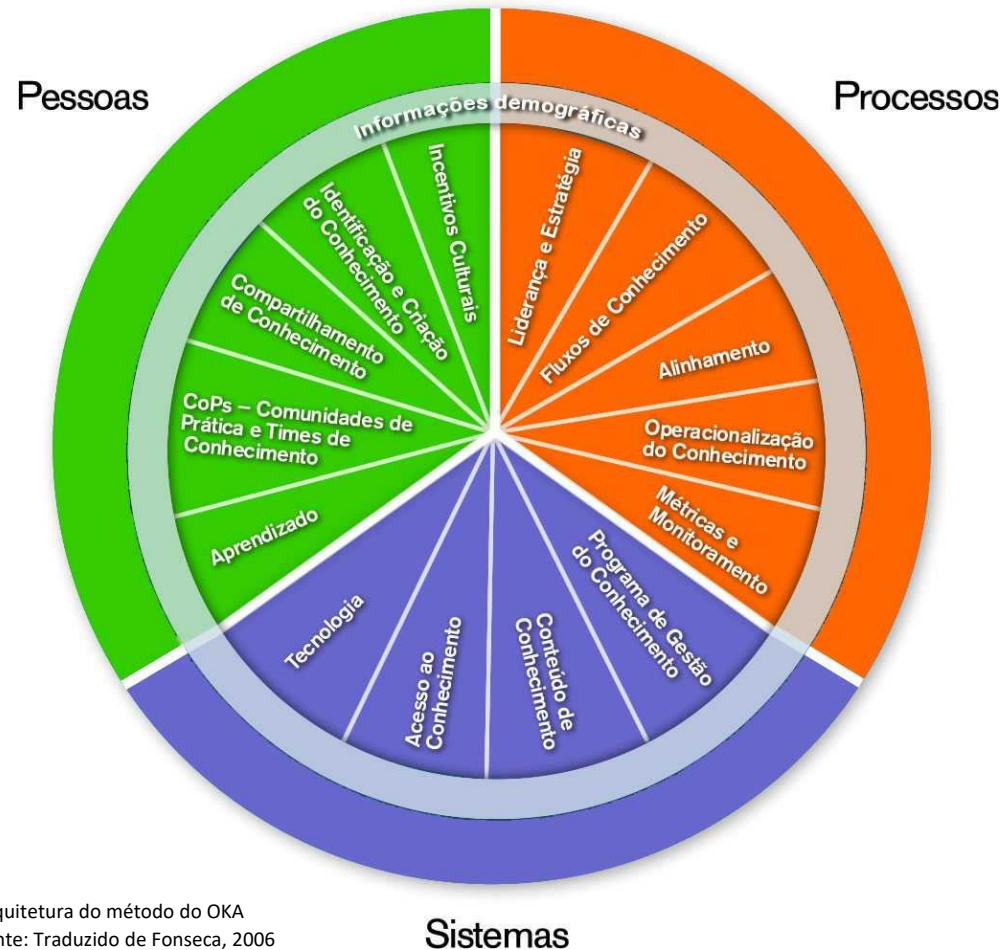 Pessoas
Processos
Informações demográficas
Incentivos Culturais
Identificação e Criação
do Conhecimento
Compartilhamento
de Conhecimento
CoPs – Comunidades de
Prática e Times de
Conhecimento
Aprendizado
Liderança e Estratégia
Fluxos de Conhecimento
Alinhamento
Operacionalização
do Conhecimento
Métricas e
Monitoramento
Programa de Gestão
do Conhecimento
Conteúdo de
Conhecimento
Acesso ao
Conhecimento
Tecnologia
quitetura do método do OKA
nte: Traduzido de Fonseca, 2006
Sistemas